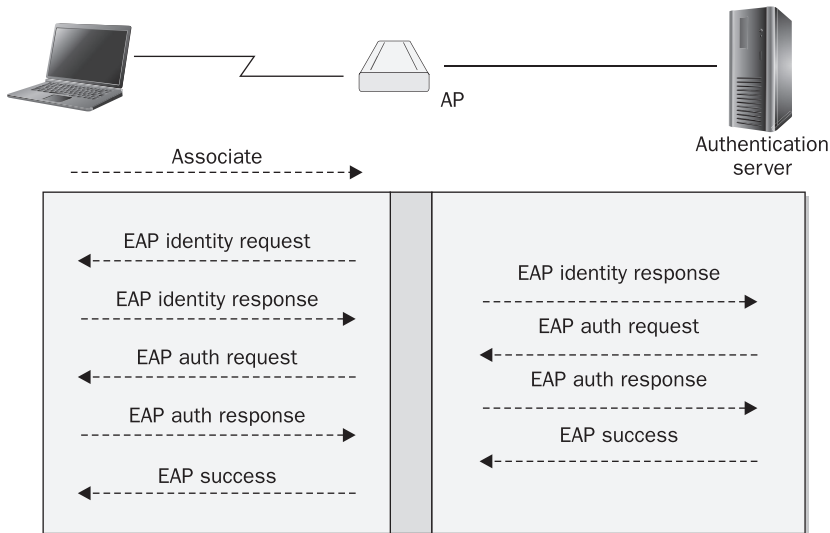 AP
Authentication
server
Associate
EAP identity request
EAP identity response
EAP auth request
EAP auth response
EAP success
EAP identity response
EAP auth request
EAP auth response
EAP success